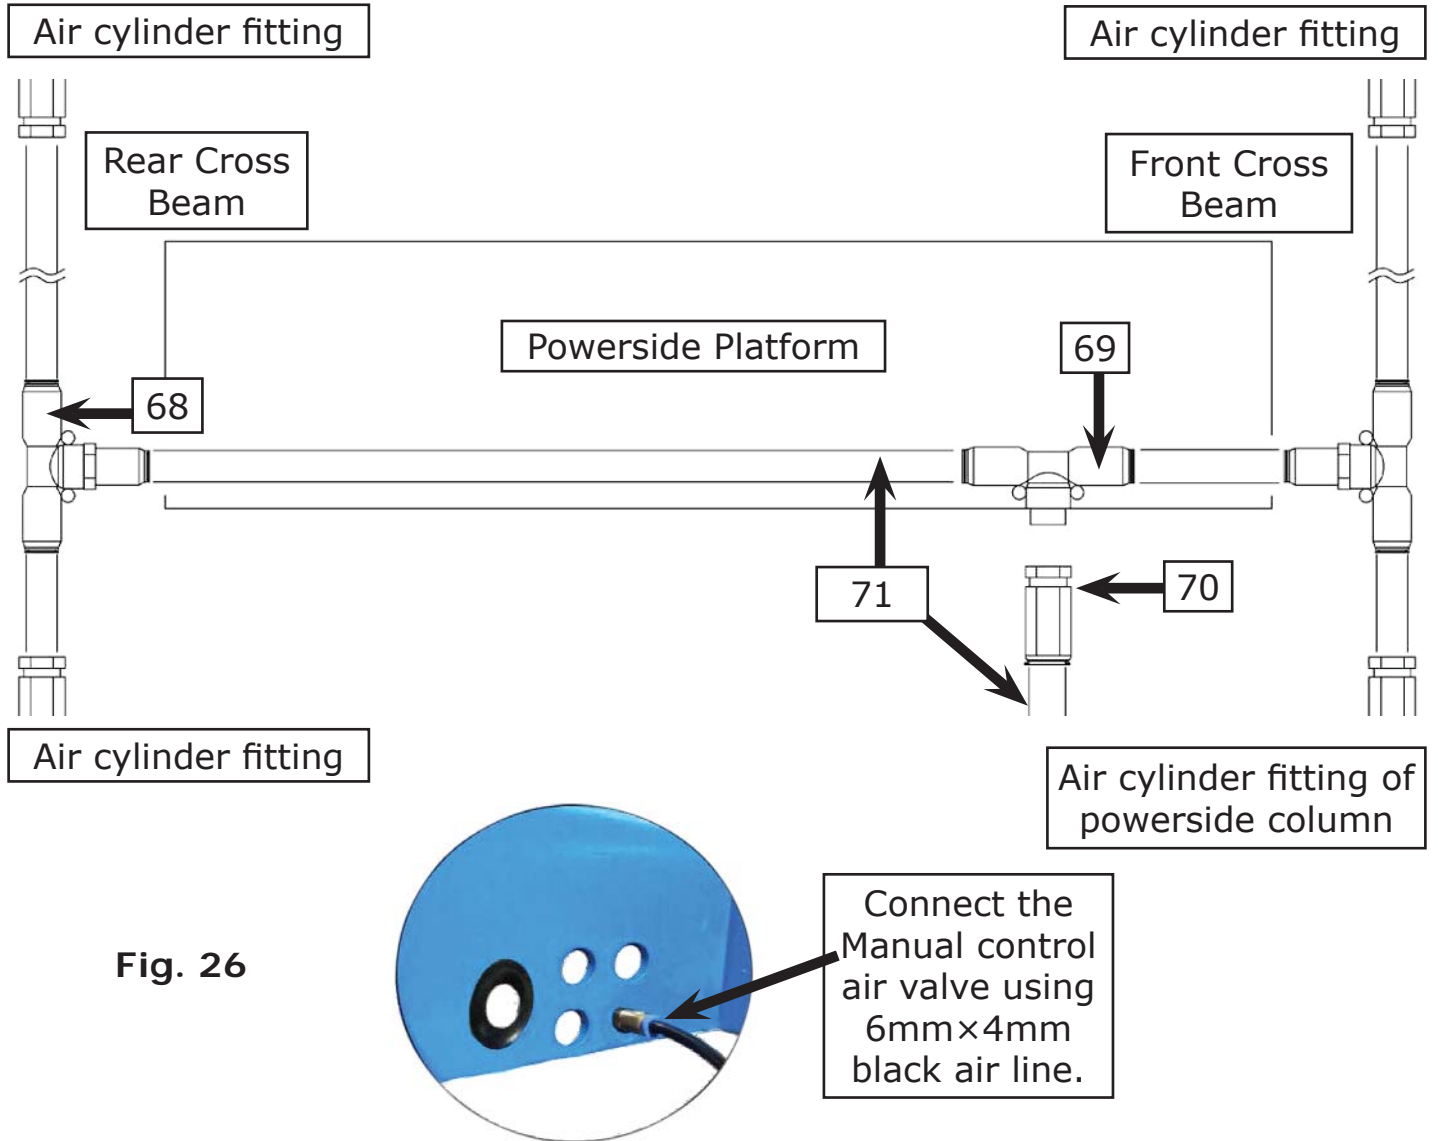 Air cylinder fitting
Air cylinder fitting
Rear Cross
Beam
Front Cross
Beam
Powerside Platform
69
68
71
70
Air cylinder fitting
Air cylinder fitting of
powerside column
Connect the
Manual control
air valve using
6mm×4mm
black air line.
Fig. 26